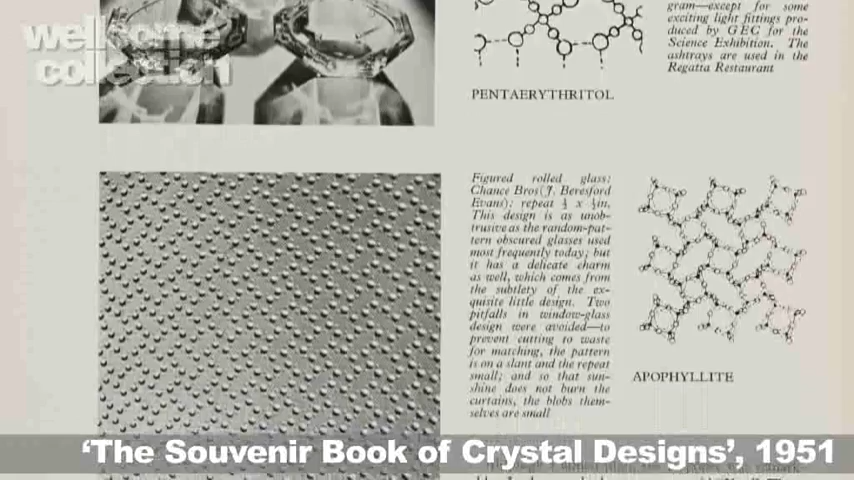 wellcome
collection
gram—except for some
exciting light fittings pro-
duced by GEC for the
Science Exhibition. The
ashtrays are used in the
Regatta Restaurant
PENTAERYTHRITOL
Figured rolled glass:
Chance Bros (J. Beresford
Evans); repeat
This design is as unob-
trusive as the random-pat-
tern obscured glasses used
most frequently today; but
it has a delicate charm
as well, which comes from
the subtlety of the ex-
quisite little design. Two
pitfalls in window-glass
design were avoided—to
prevent cutting to waste
for matching, the pattern
is on a slant and the repeat
small; and so that sun-
shine does not burn the
curtains, the blobs them-
selves are small
APOPHYLLITE
'The Souvenir Book of Crystal Designs', 1951